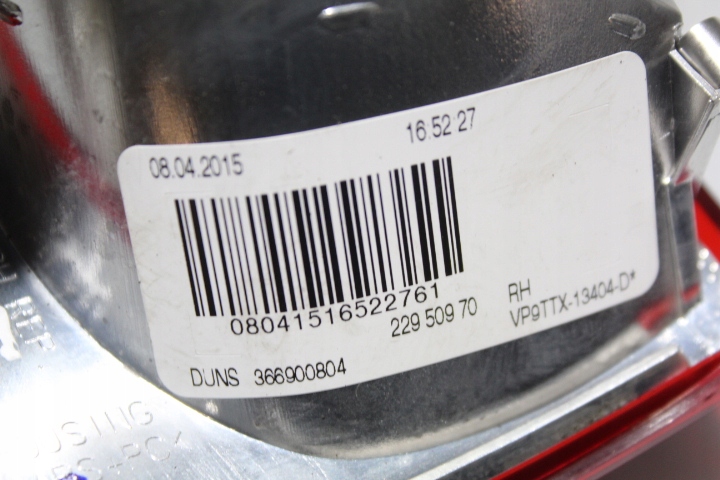 08.04.2015 16.52 27
08041516522761
229 509 70
RH
VP9TTX-13404-D*
DUNS 366900804